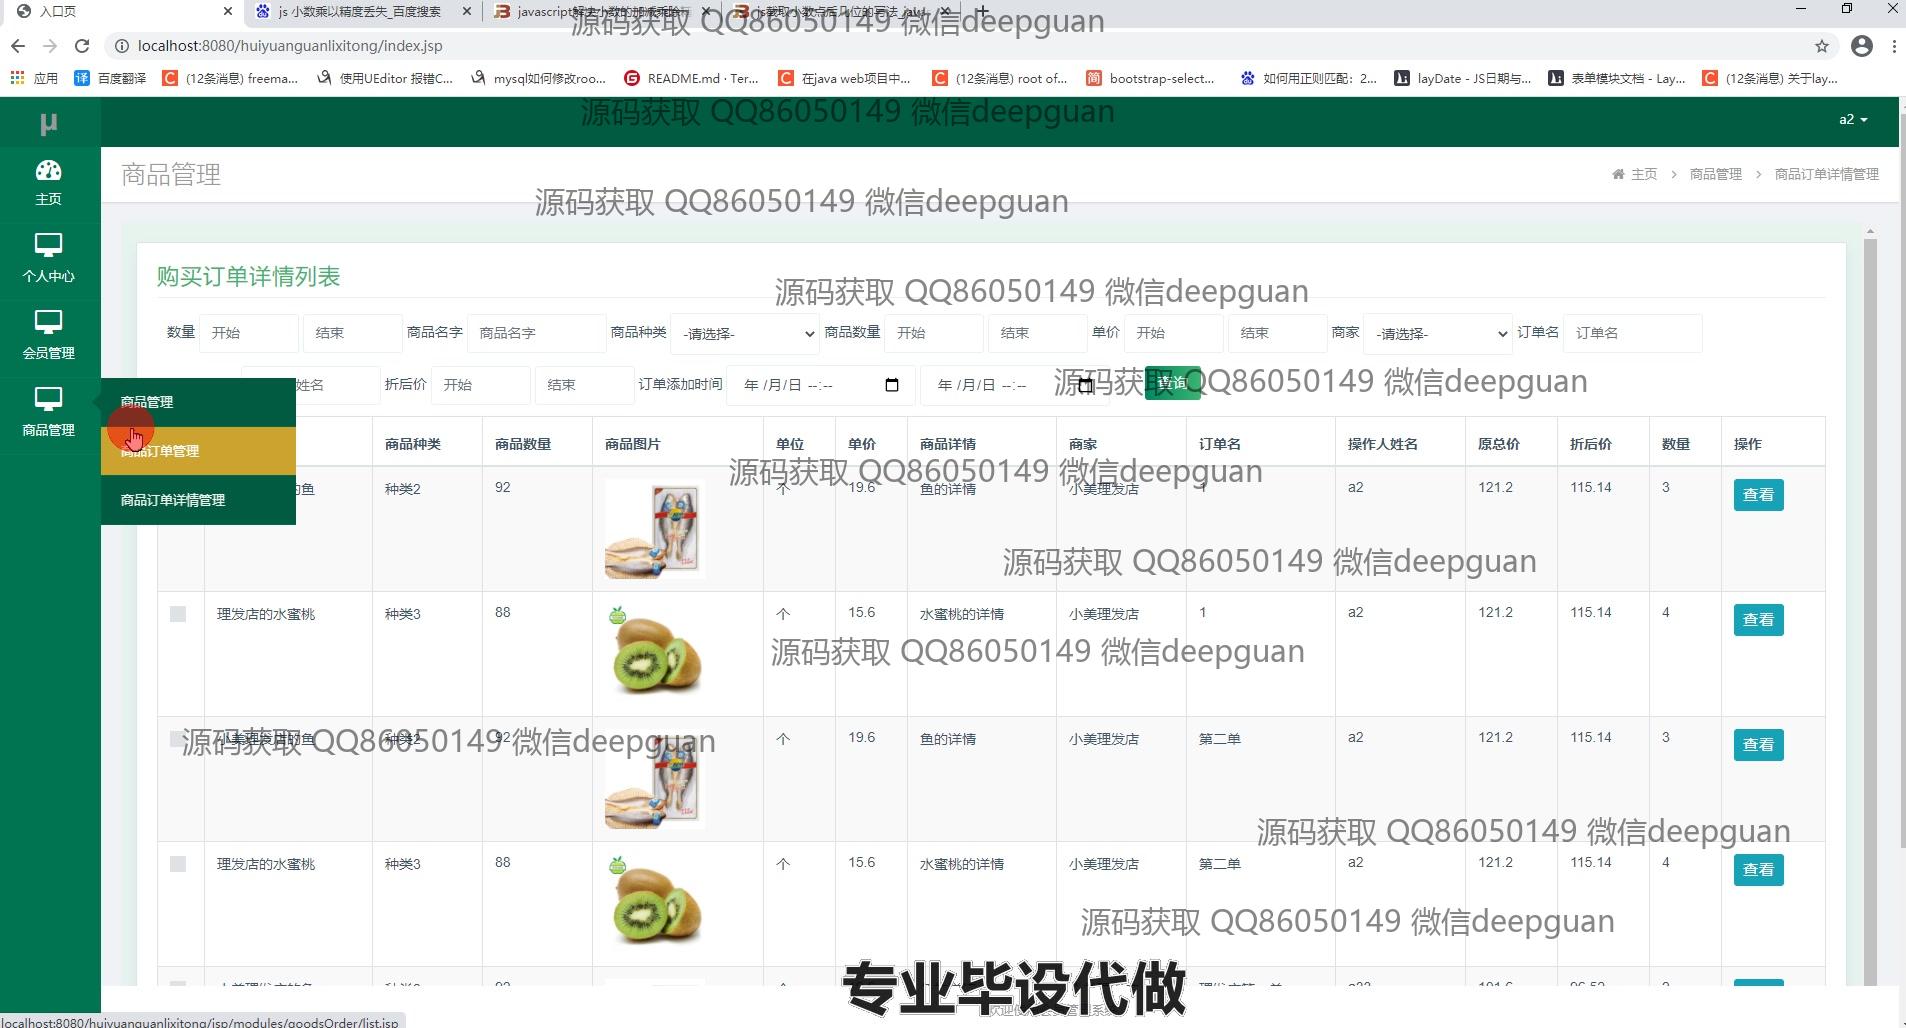 入口页
js 小数乘以精度丢失_百度搜索
源码获取 QQ86050149 微信deepguan
localhost:8080/huiyuanguanlixitong/index.jsp
应用
百度翻译
(12条消息) freema...
使用UEditor 报错C...
mysql如何修改roo...
README.md · Ter...
在java web项目中...
(12条消息) root of...
bootstrap-select...
如何用正则匹配：2...
layDate - JS日期与...
表单模块文档 - Lay...
(12条消息) 关于lay...
μ
源码获取 QQ86050149 微信deepguan
a2
主页
个人中心
会员管理
商品管理
商品管理
商品订单管理
商品订单详情管理
商品管理
主页 > 商品管理 > 商品订单详情管理
源码获取 QQ86050149 微信deepguan
购买订单详情列表
源码获取 QQ86050149 微信deepguan
数量 开始 结束 商品名字 商品名字 商品种类 -请选择- 商品数量 开始 结束 单价 开始 结束 商家 -请选择- 订单名 订单名
姓名 折后价 开始 结束 订单添加时间 年 /月/日 --:-- 年 /月/日 --:-- 查询
源码获取 QQ86050149 微信deepguan
商品种类 商品数量 商品图片 单位 单价 商品详情 商家 订单名 操作人姓名 原总价 折后价 数量 操作
源码获取 QQ86050149 微信deepguan
的鱼 种类2 92 个 19.6 鱼的详情 小美理发店 1 a2 121.2 115.14 3 查看
源码获取 QQ86050149 微信deepguan
理发店的水蜜桃 种类3 88 个 15.6 水蜜桃的详情 小美理发店 1 a2 121.2 115.14 4 查看
源码获取 QQ86050149 微信deepguan
小美理发店的鱼 种类2 92 个 19.6 鱼的详情 小美理发店 第二单 a2 121.2 115.14 3 查看
源码获取 QQ86050149 微信deepguan
源码获取 QQ86050149 微信deepguan
理发店的水蜜桃 种类3 88 个 15.6 水蜜桃的详情 小美理发店 第二单 a2 121.2 115.14 4 查看
源码获取 QQ86050149 微信deepguan
专业毕设代做
localhost:8080/huiyuanguanlixitong/jsp/modules/goodsOrder/list.jsp